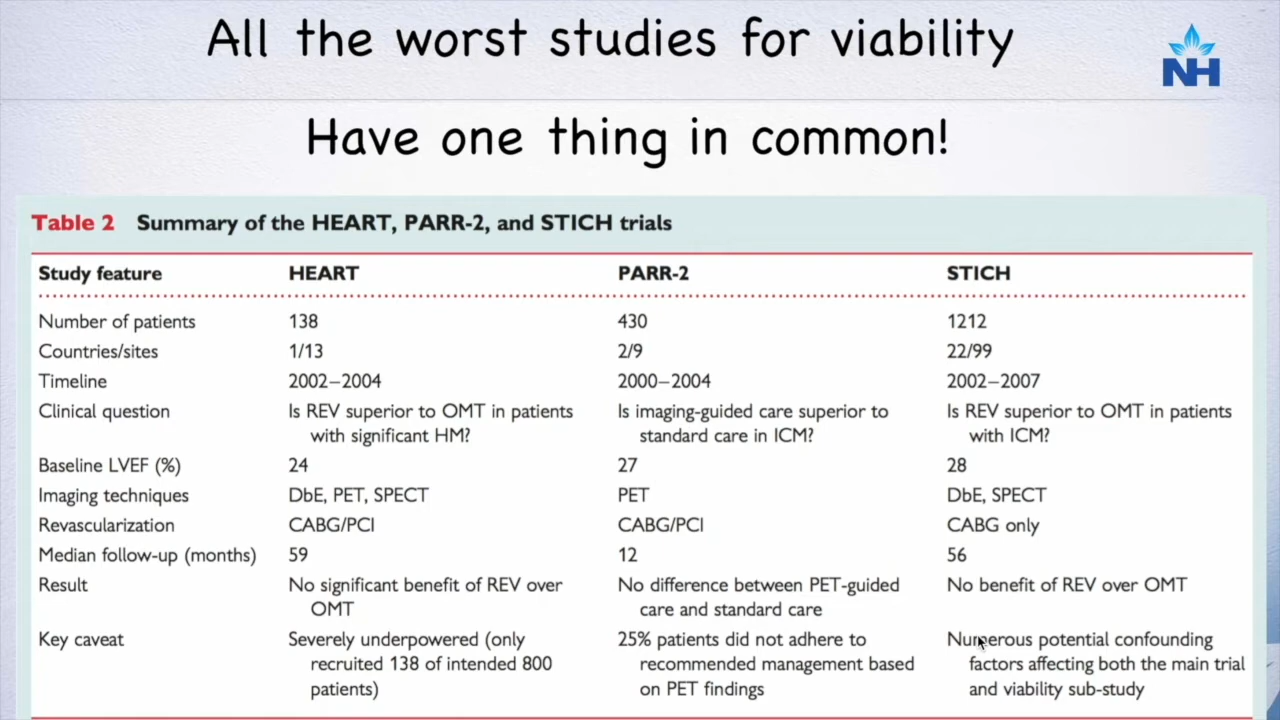 All the worst studies for viability
NH
Have one thing in common!
Table 2 Summary of the HEART, PARR-2, and STICH trials
Study feature HEART PARR-2 STICH
Number of patients 138 430 1212
Countries/sites 1/13 2/9 22/99
Timeline 2002–2004 2000–2004 2002–2007
Clinical question Is REV superior to OMT in patients Is imaging-guided care superior to Is REV superior to OMT in patients
with significant HM? standard care in ICM? with ICM?
Baseline LVEF (%) 24 27 28
Imaging techniques DbE, PET, SPECT PET DbE, SPECT
Revascularization CABG/PCI CABG/PCI CABG only
Median follow-up (months) 59 12 56
Result No significant benefit of REV over No difference between PET-guided No benefit of REV over OMT
OMT care and standard care
Key caveat Severely underpowered (only 25% patients did not adhere to Numerous potential confounding
recruited 138 of intended 800 recommended management based factors affecting both the main trial
patients) on PET findings and viability sub-study